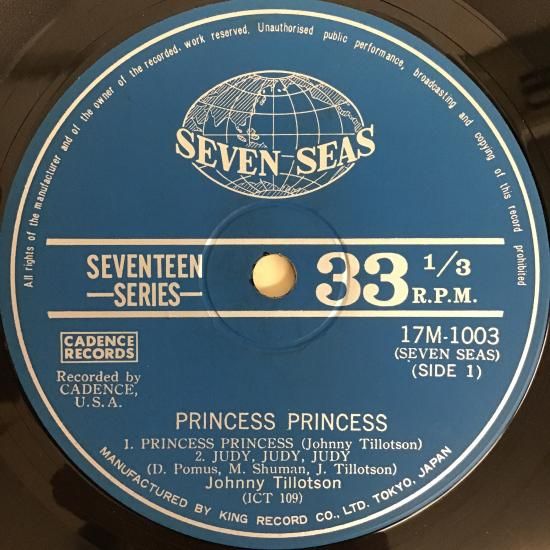 All rights of the manufacturer and of the owner of the recorded work reserved. Unauthorised public performance, broadcasting and copying of this record prohibited
SEVEN SEAS
SEVENTEEN
—SERIES—
33 1/3
R.P.M.
CADENCE
RECORDS
Recorded by
CADENCE,
U.S.A.
17M-1003
(SEVEN SEAS)
(SIDE 1)
PRINCESS PRINCESS
1. PRINCESS PRINCESS (Johnny Tillotson)
2. JUDY, JUDY, JUDY
(D. Pomus, M. Shuman, J. Tillotson)
Johnny Tillotson
(ICT 109)
MANUFACTURED BY KING RECORD CO., LTD. TOKYO, JAPAN